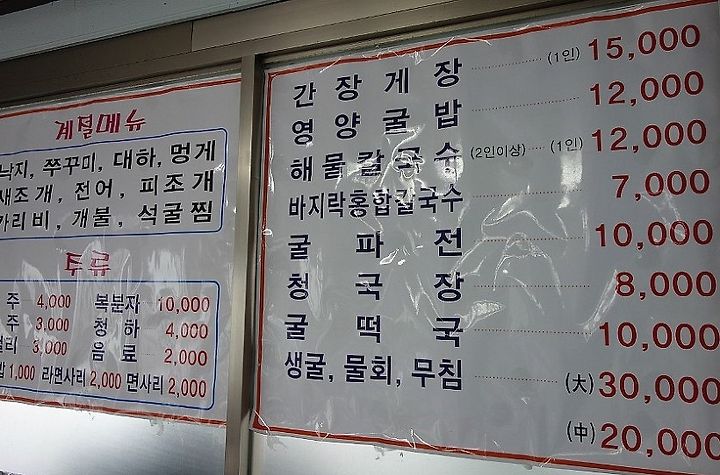 계절메뉴
낙지, 쭈꾸미, 대하, 멍게
새조개, 전어, 피조개
가리비, 개불, 석굴찜
주류
주 4,000 복분자 10,000
주 3,000 청하 4,000
3,000 음료 2,000
1,000 라면사리 2,000 면사리 2,000
간장게장 (1인) 15,000
영양굴밥 12,000
해물칼국수 (2인이상) (1인) 12,000
바지락홍합칼국수 7,000
굴파전 10,000
청국장 8,000
굴떡국 10,000
생굴, 물회, 무침 (大) 30,000
(中) 20,000